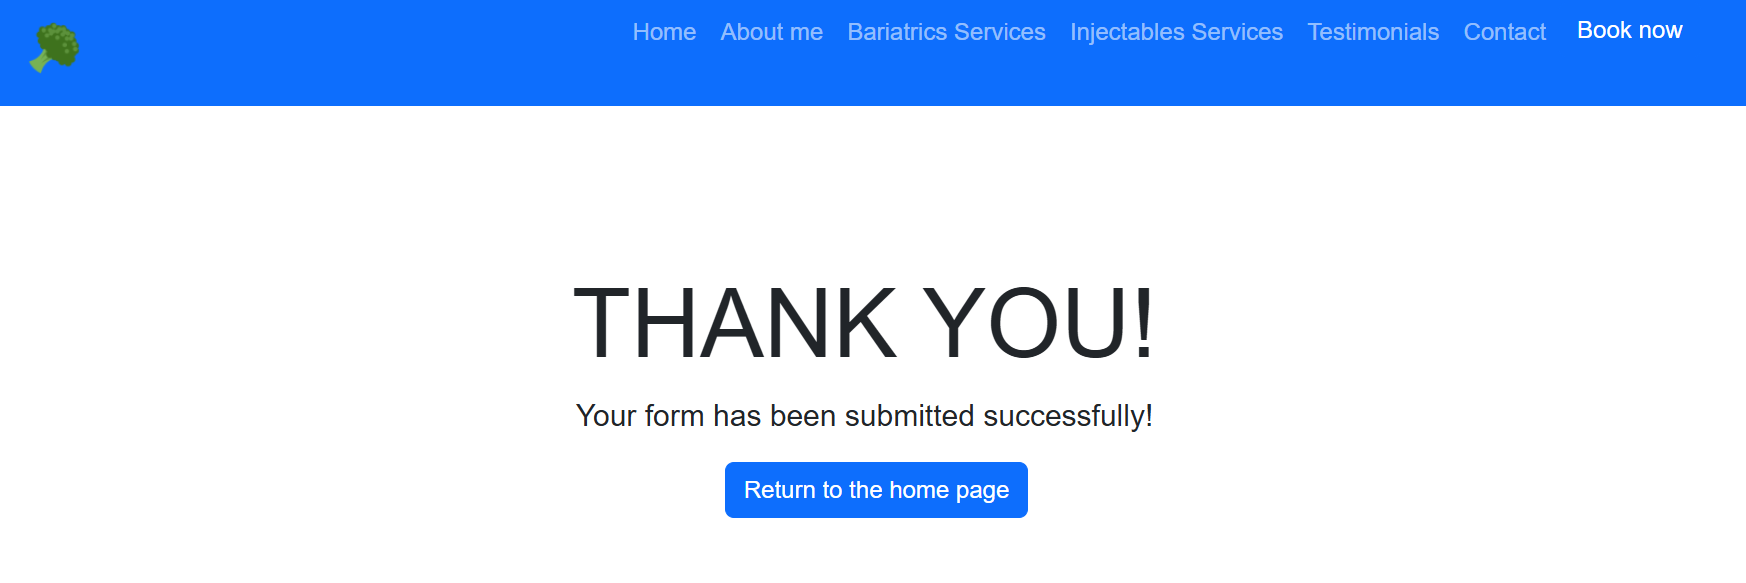 Home About me Bariatrics Services Injectables Services Testimonials Contact Book now
THANK YOU!
Your form has been submitted successfully!
Return to the home page